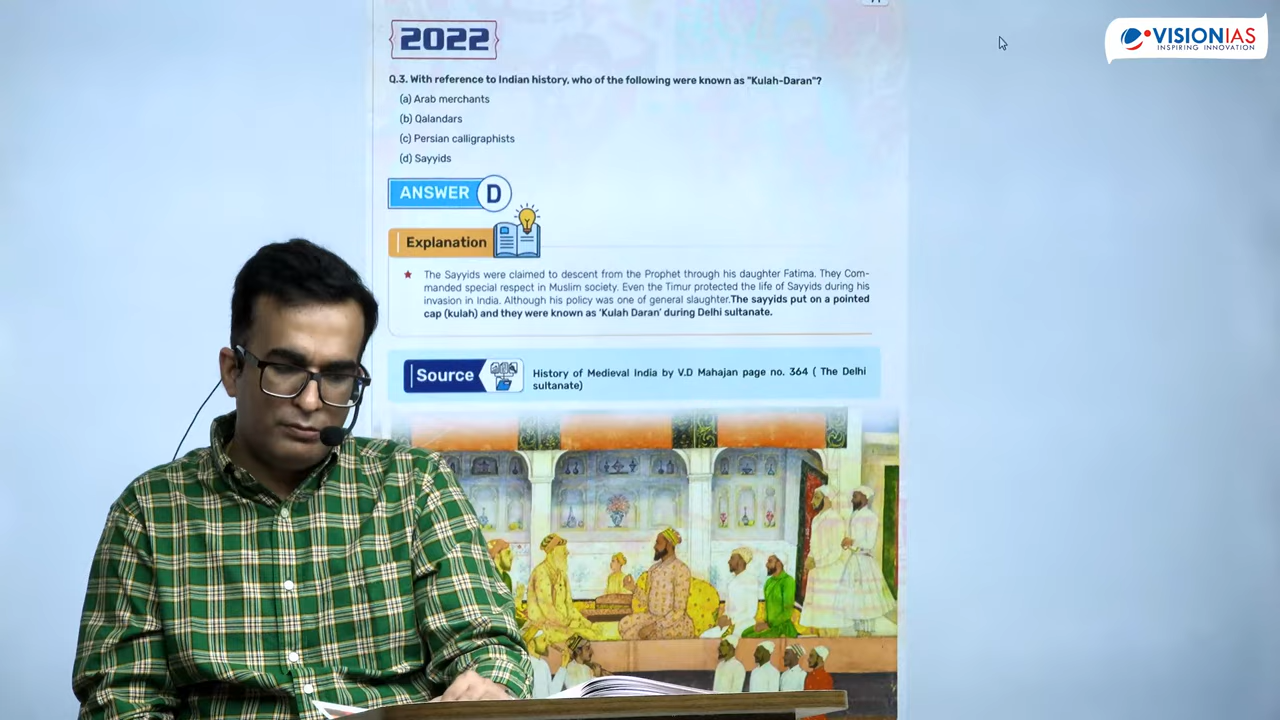 VISIONIAS
INSPIRING INNOVATION
2022
Q.3. With reference to Indian history, who of the following were known as "Kulah-Daran"?
(a) Arab merchants
(b) Qalandars
(c) Persian calligraphists
(d) Sayyids
ANSWER D
Explanation
The Sayyids were claimed to descent from the Prophet through his daughter Fatima. They Com-
manded special respect in Muslim society. Even the Timur protected the life of Sayyids during his
invasion in India. Although his policy was one of general slaughter.The sayyids put on a pointed
cap (kulah) and they were known as 'Kulah Daran' during Delhi sultanate.
Source
History of Medieval India by V.D Mahajan page no. 364 ( The Delhi
sultanate)